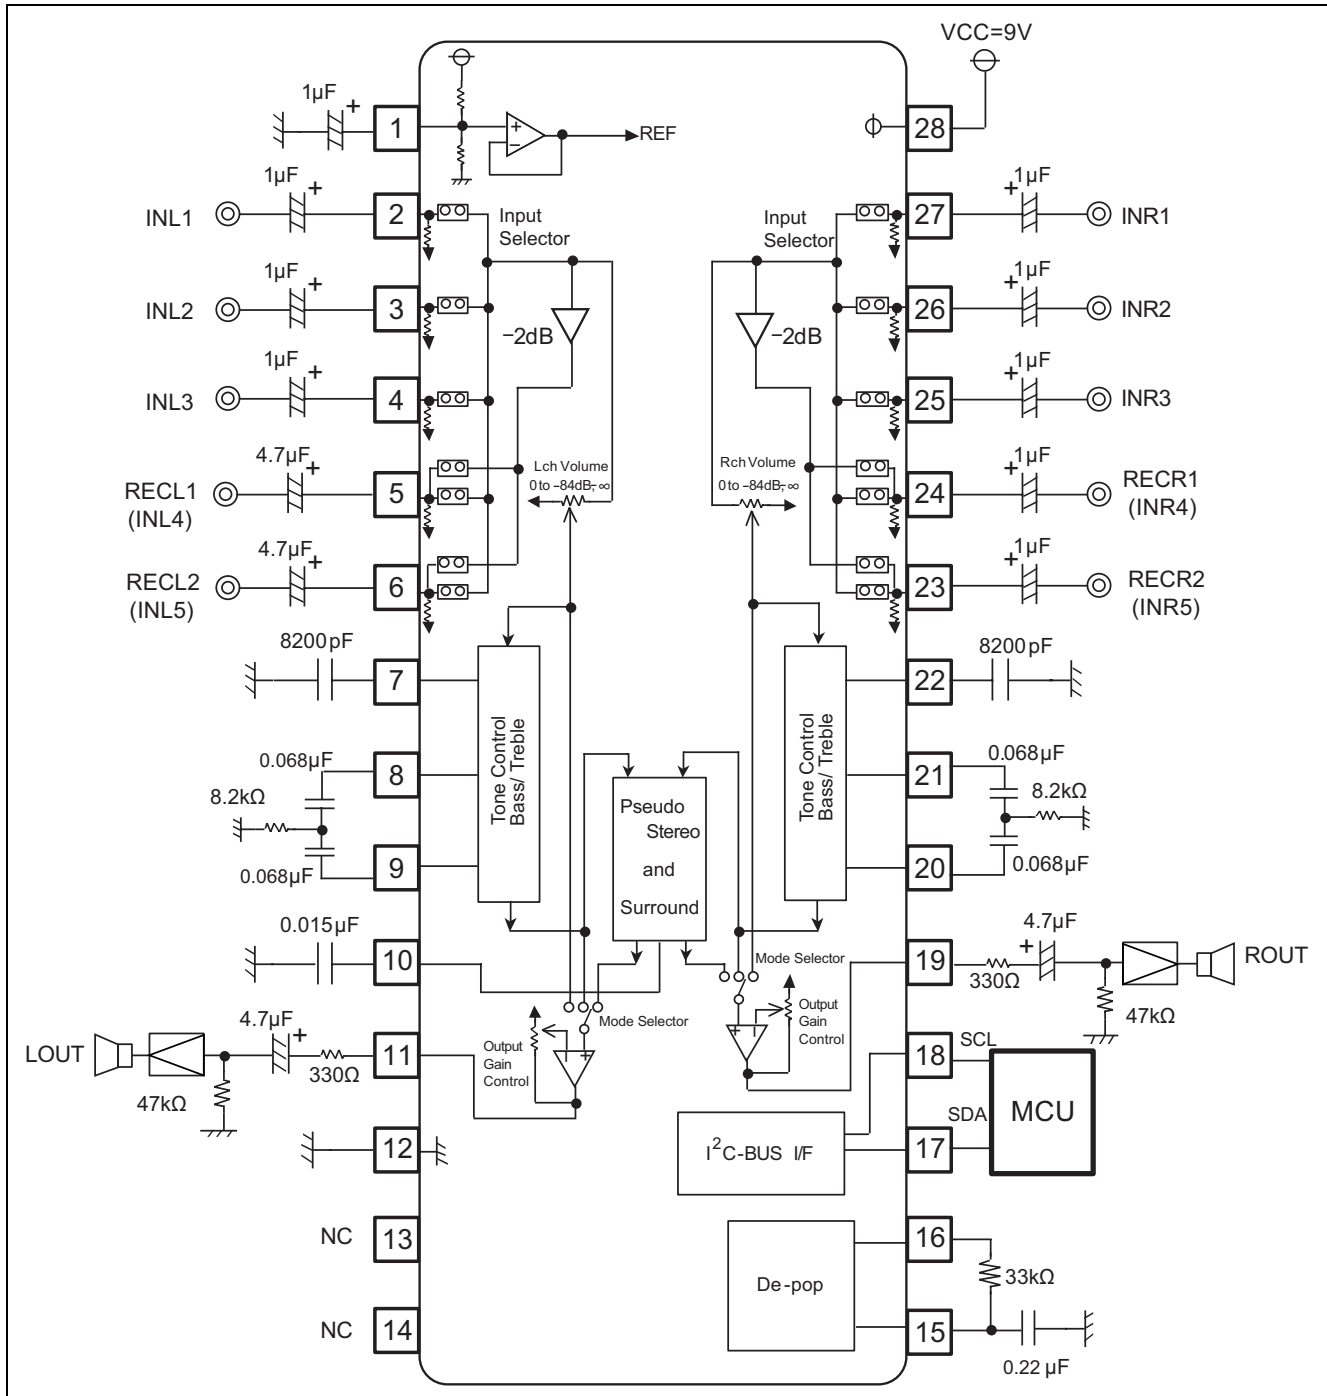 VCC=9V
1µF
+
1
+
−
REF
28
1µF
+
INL1
2
Input
Selector
Input
Selector
27
1µF
+
INR1
1µF
+
INL2
3
−2dB
−2dB
26
1µF
+
INR2
1µF
+
INL3
4
25
1µF
+
INR3
4.7µF
+
RECL1
(INL4)
5
Lch Volume
0 to −84dB, −∞
Rch Volume
0 to −84dB, −∞
24
1µF
+
RECR1
(INR4)
4.7µF
+
RECL2
(INL5)
6
23
1µF
+
RECR2
(INR5)
8200pF
7
22
8200pF
Tone Control
Bass/ Treble
Tone Control
Bass/ Treble
0.068µF
8
21
0.068µF
8.2kΩ
8.2kΩ
Pseudo
Stereo
and
Surround
0.068µF
9
20
0.068µF
0.015µF
10
Mode Selector
19
4.7µF
+
330Ω
47kΩ
ROUT
LOUT
47kΩ
4.7µF
+
330Ω
11
Mode Selector
Output
Gain
Control
−
+
+
−
Output
Gain
Control
18
SCL
SDA
MCU
12
I2C-BUS I/F
17
NC
13
De-pop
16
33kΩ
NC
14
15
0.22 µF